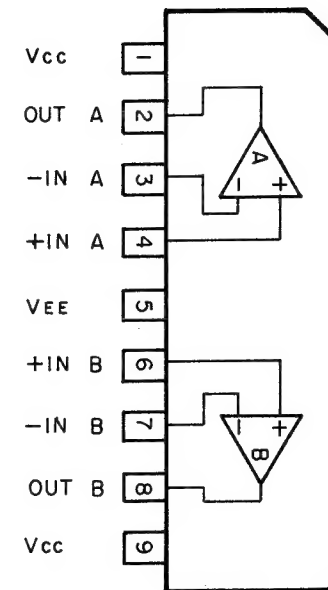 Vcc 1
OUT A 2
-IN A 3
A
- +
+IN A 4
VEE 5
+IN B 6
- +
-IN B 7
B
OUT B 8
Vcc 9